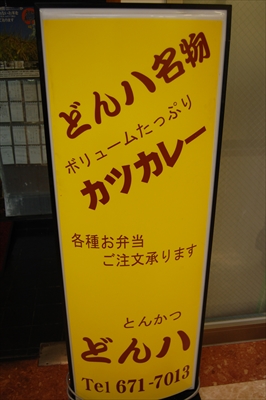 どん八名物
ボリュームたっぷり
カツカレー
各種お弁当
ご注文承ります
とんかつ
どん八
Tel 671-7013